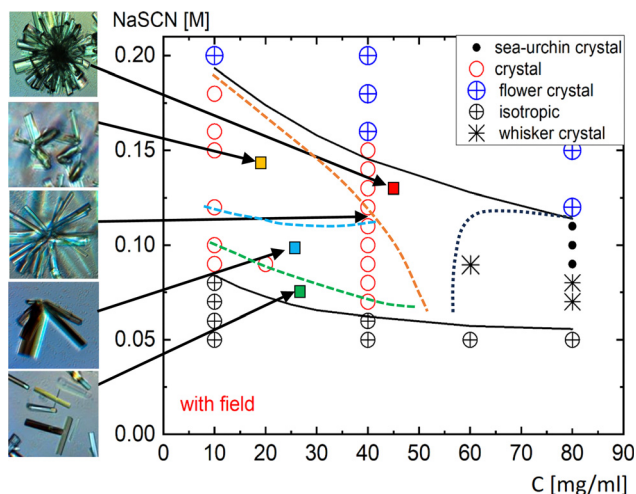 NaSCN [M]
0.20
0.15
0.10
0.05
0.00
sea-urchin crystal
crystal
flower crystal
isotropic
whisker crystal
with field
0 10 20 30 40 50 60 70 80 90
C [mg/ml]